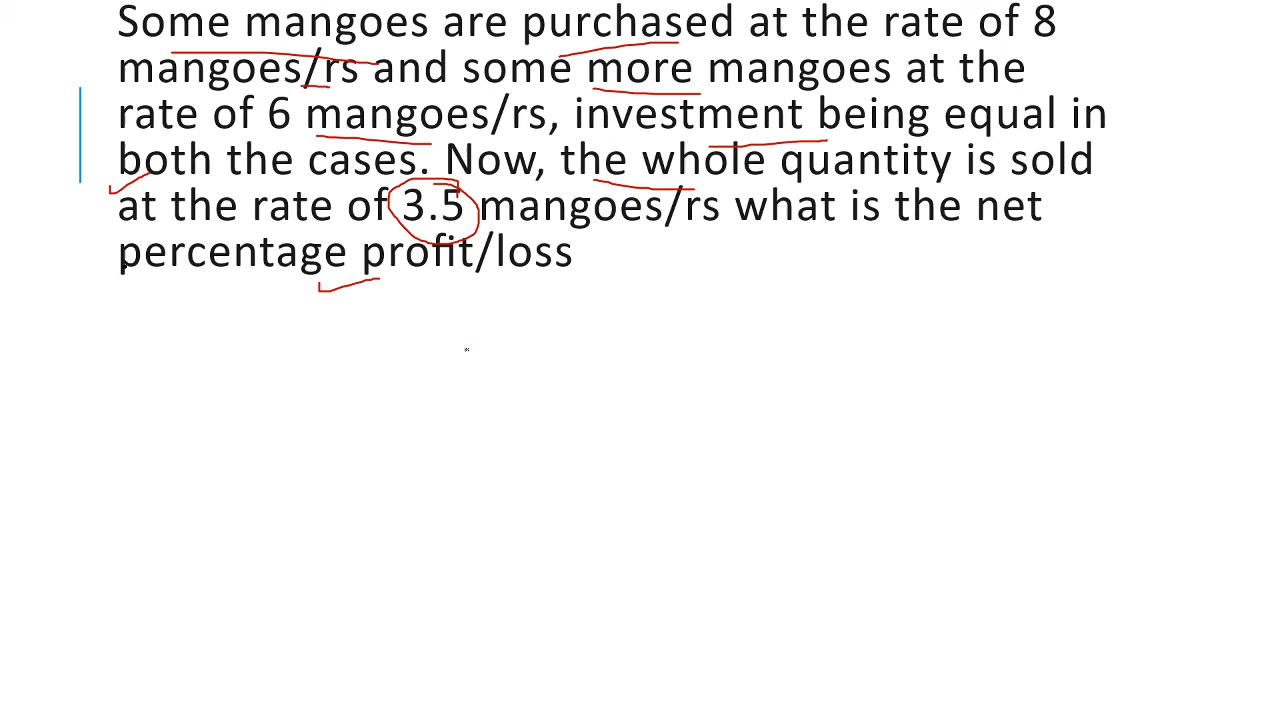 Some mangoes are purchased at the rate of 8
mangoes/rs and some more mangoes at the
rate of 6 mangoes/rs, investment being equal in
both the cases. Now, the whole quantity is sold
at the rate of 3.5 mangoes/rs what is the net
percentage profit/loss